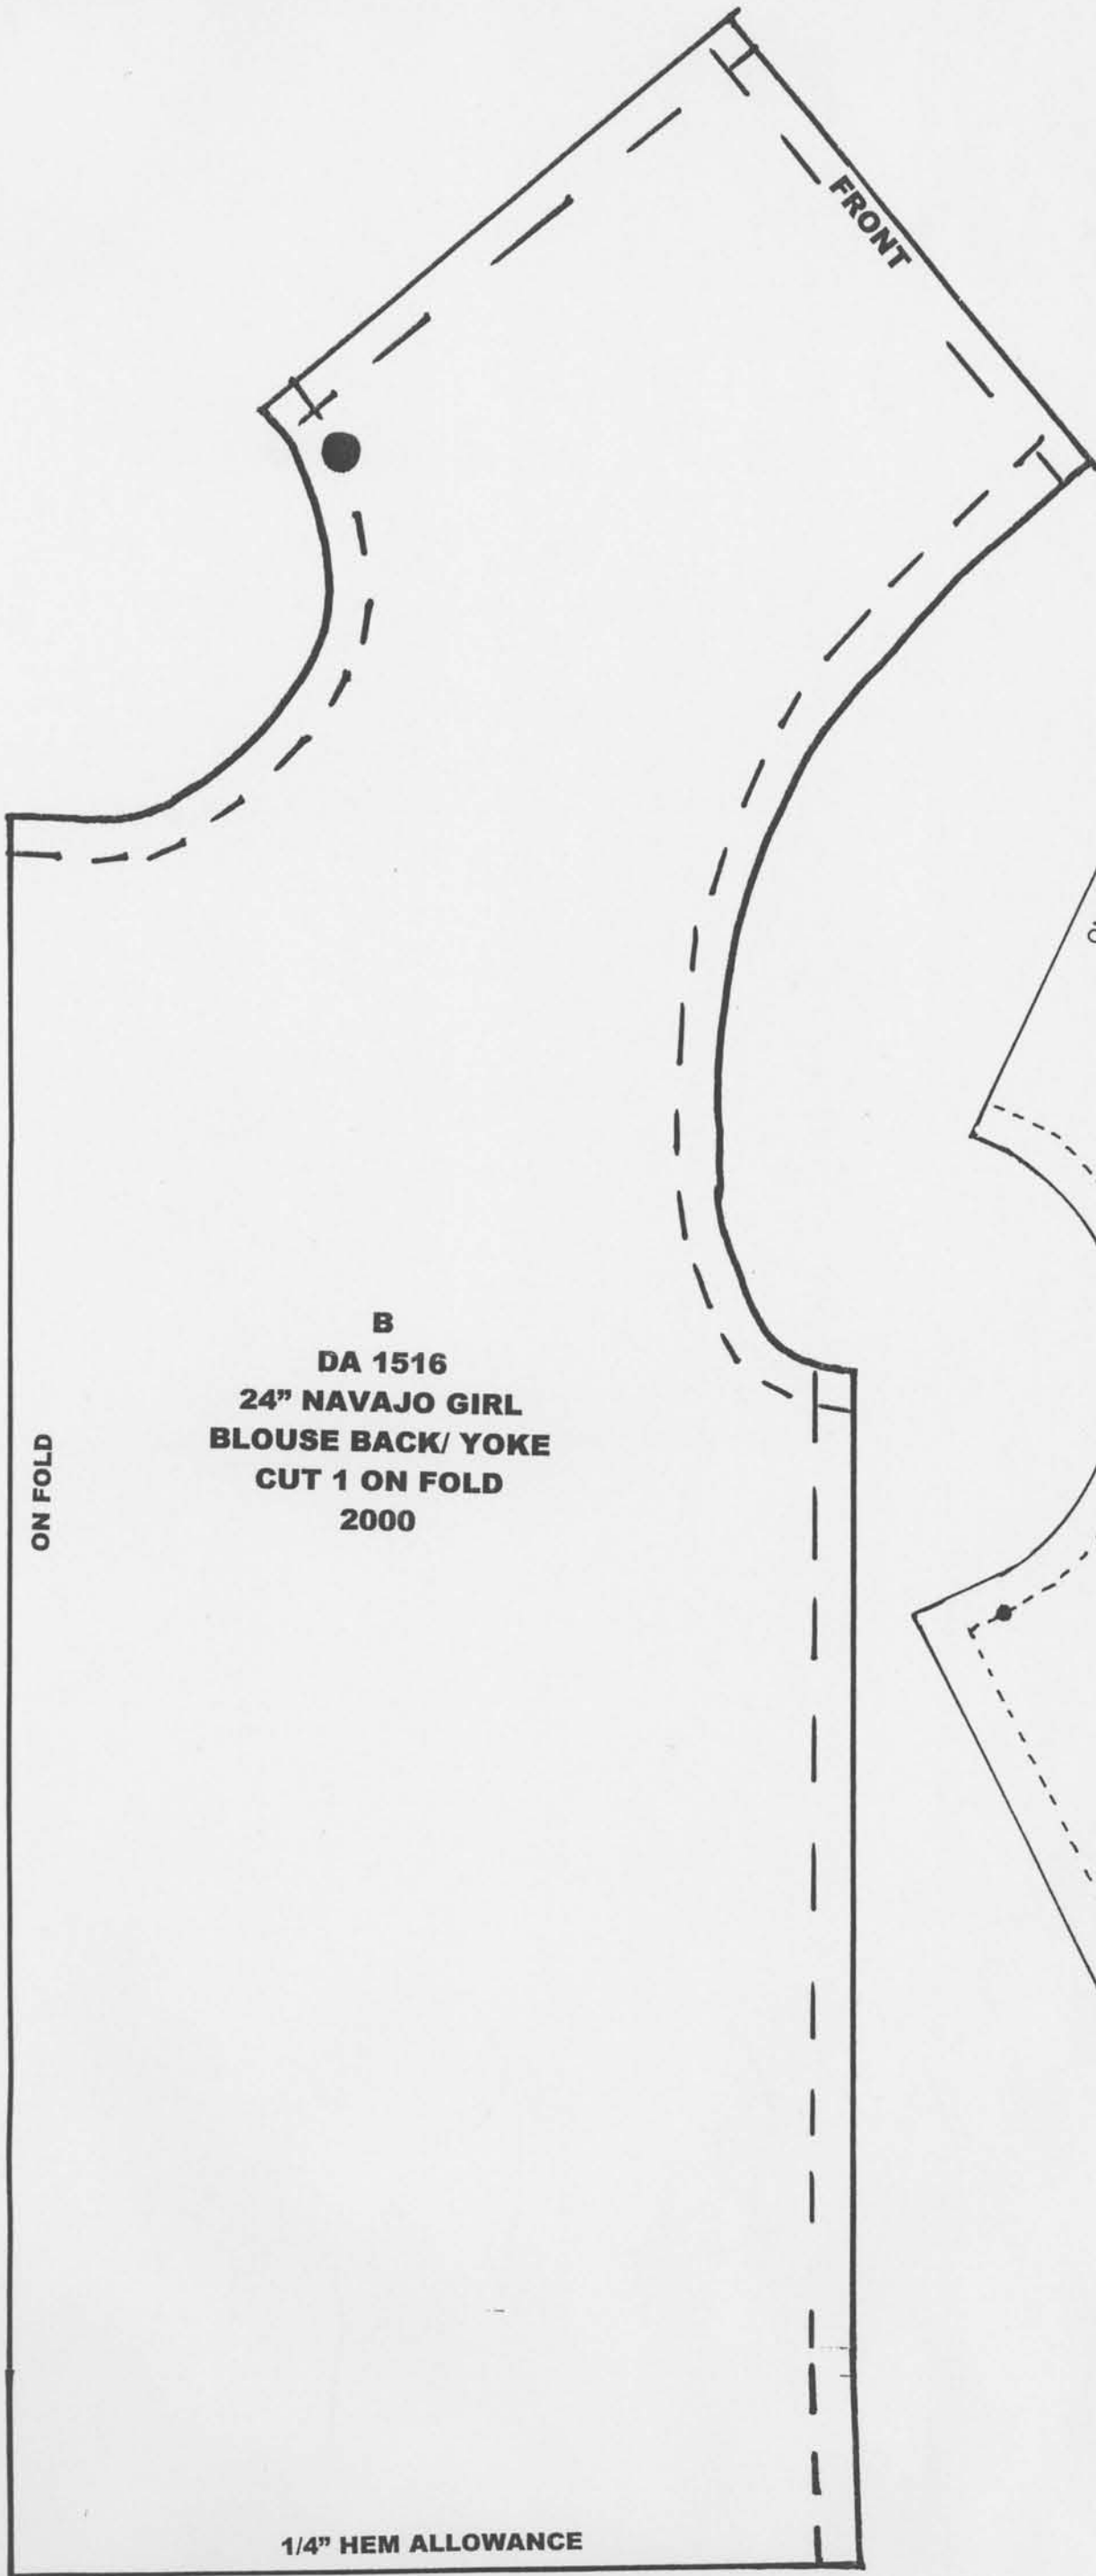 FRONT
B
DA 1516
24” NAVAJO GIRL
BLOUSE BACK/ YOKE
CUT 1 ON FOLD
2000
ON FOLD
1/4” HEM ALLOWANCE